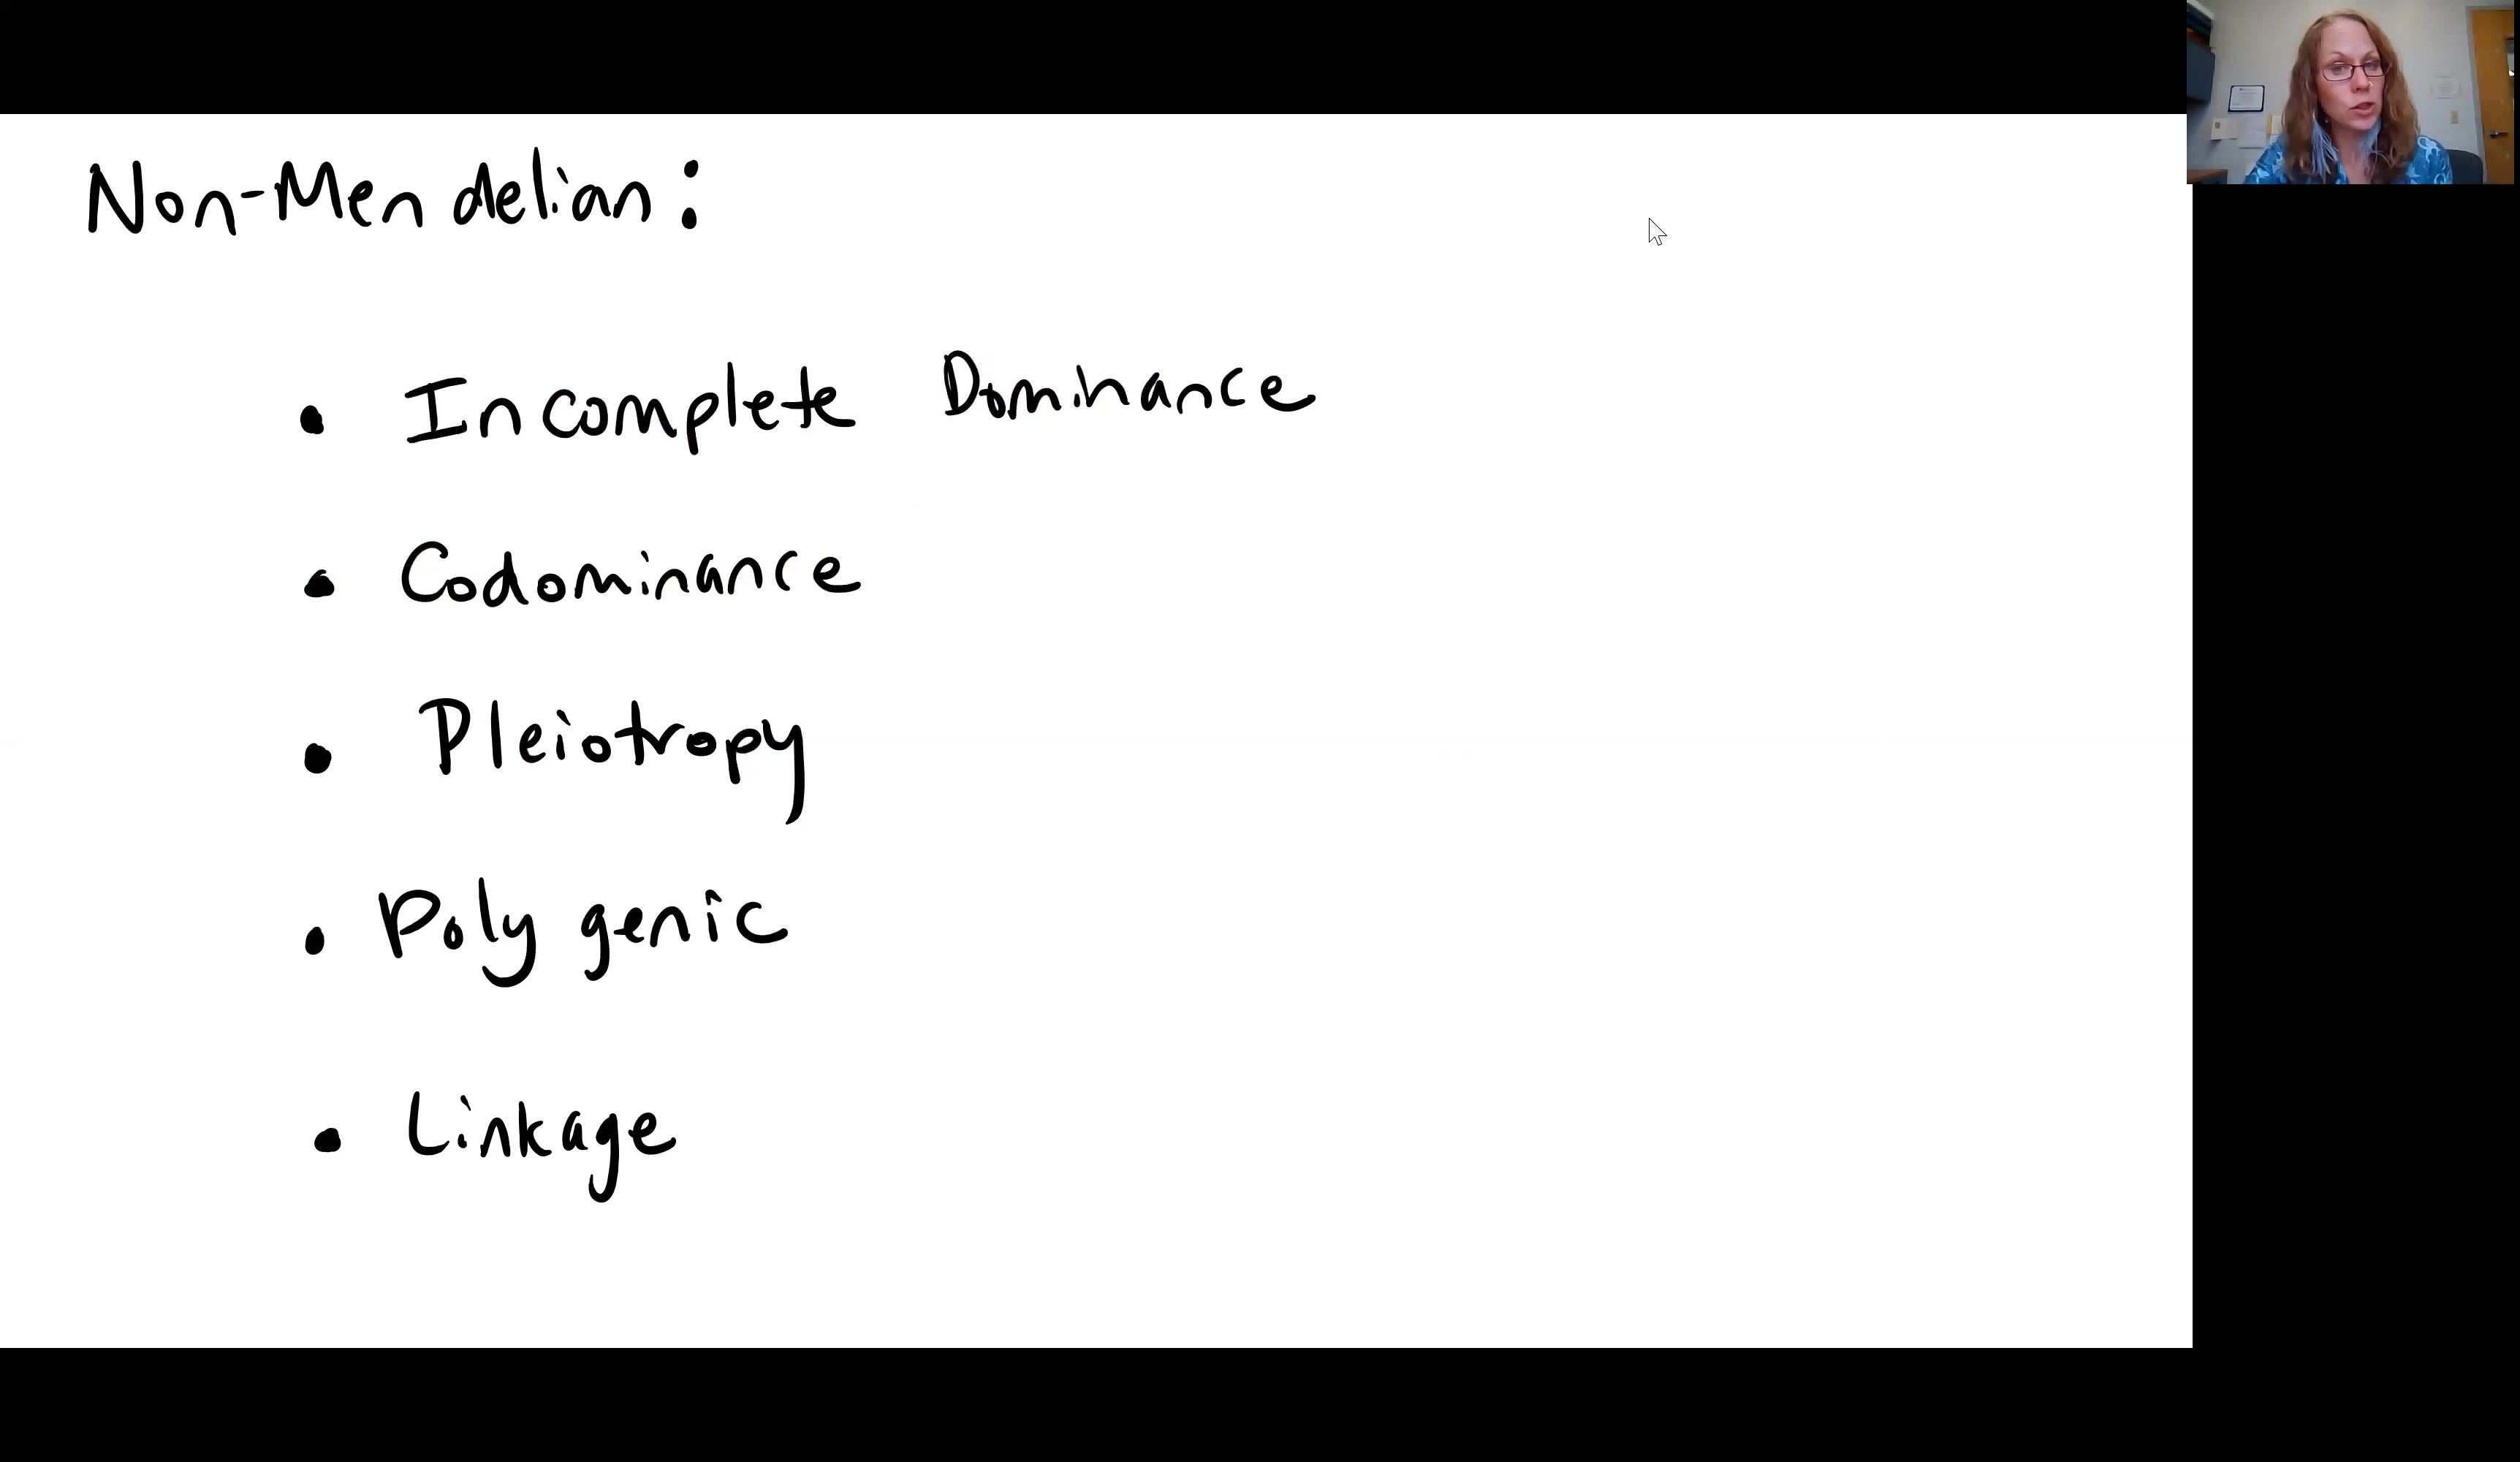 Non-Mendelian:
• Incomplete Dominance
• Codominance
• Pleiotropy
• Polygenic
• Linkage